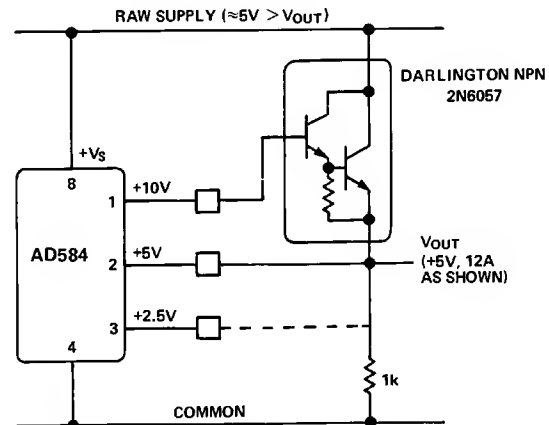 RAW SUPPLY (≈5V > VOUT)
DARLINGTON NPN
2N6057
+VS
8
1
+10V
AD584
2
+5V
VOUT
(+5V, 12A
AS SHOWN)
3
+2.5V
4
1k
COMMON